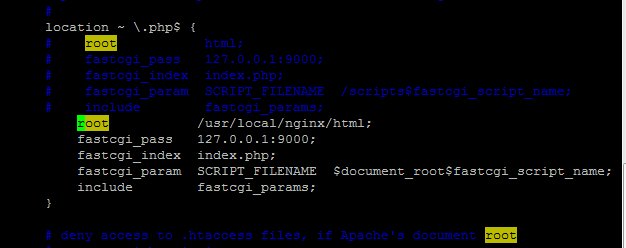 #
location ~ \.php$ {
#    root           html;
#    fastcgi_pass   127.0.0.1:9000;
#    fastcgi_index  index.php;
#    fastcgi_param  SCRIPT_FILENAME  /scripts$fastcgi_script_name;
#    include        fastcgi_params;
    root           /usr/local/nginx/html;
    fastcgi_pass   127.0.0.1:9000;
    fastcgi_index  index.php;
    fastcgi_param  SCRIPT_FILENAME  $document_root$fastcgi_script_name;
    include        fastcgi_params;
}
# deny access to .htaccess files, if Apache's document root